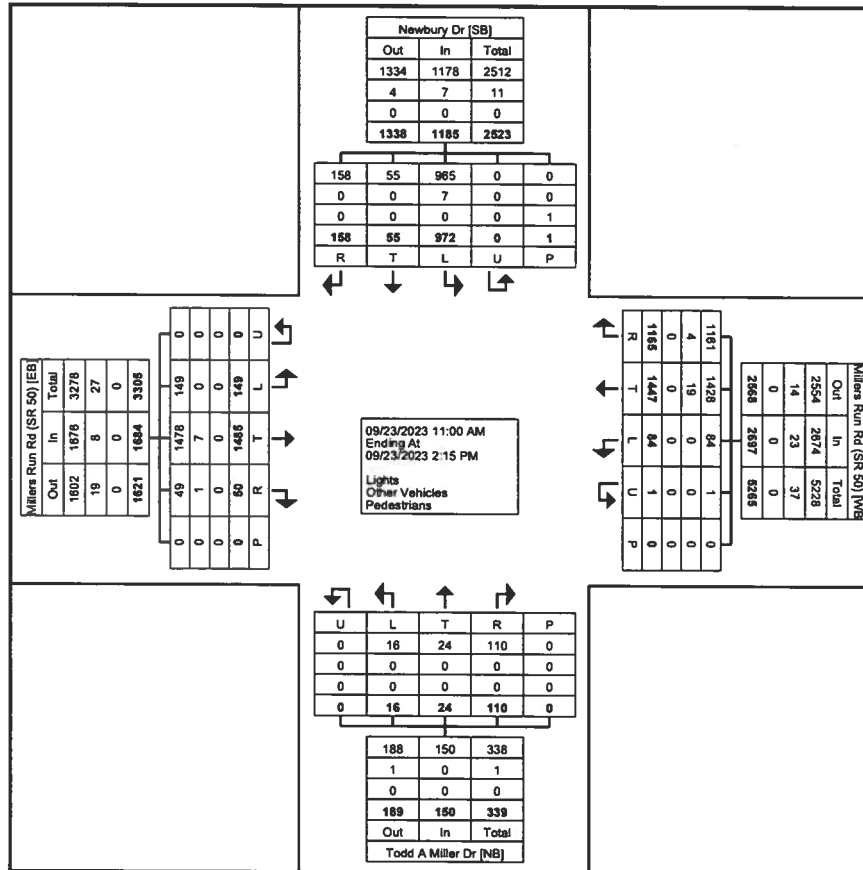 Newbury Dr [SB]
Out In Total
1334 1178 2512
4 7 11
0 0 0
1338 1185 2523
158 55 965 0 0
0 0 7 0 0
0 0 0 0 1
158 55 972 0 1
R T L U P
Millers Run Rd (SR 50) [EB]
Total In Out
3278 1676 1602
27 8 19
0 0 0
3305 1684 1621
0 149 1478 49 0
0 0 7 1 0
0 0 0 0 0
0 149 1485 50 0
U L T R P
09/23/2023 11:00 AM
Ending At
09/23/2023 2:15 PM
Lights
Other Vehicles
Pedestrians
R T L U P
1165 1447 84 1 0
0 0 0 0 0
4 19 0 0 0
1161 1428 84 1 0
Millers Run Rd (SR 50) [WB]
Out In Total
2554 2674 5228
14 23 37
0 0 0
2568 2697 5265
U L T R P
0 16 24 110 0
0 0 0 0 0
0 0 0 0 0
0 16 24 110 0
188 150 338
1 0 1
0 0 0
189 150 339
Out In Total
Todd A Miller Dr [NB]